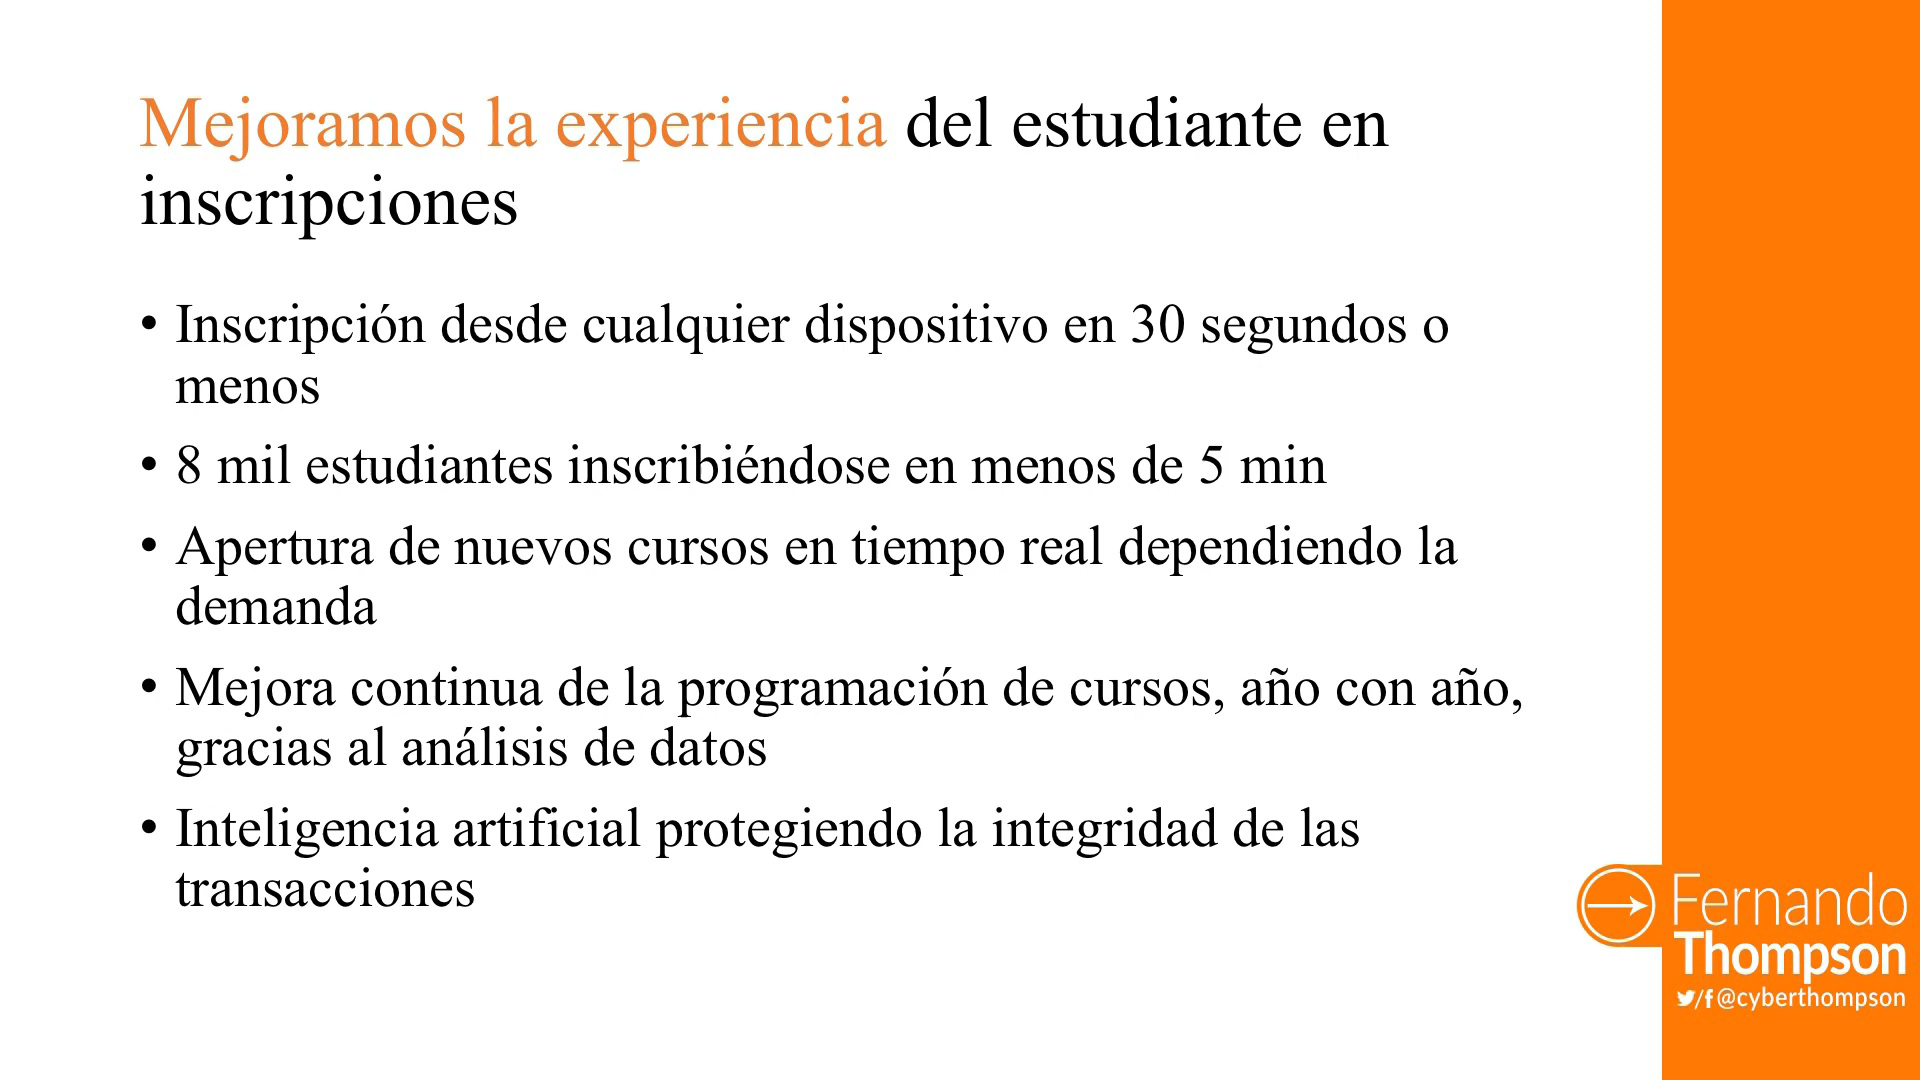 Mejoramos la experiencia del estudiante en
inscripciones
• Inscripción desde cualquier dispositivo en 30 segundos o
menos
• 8 mil estudiantes inscribiéndose en menos de 5 min
• Apertura de nuevos cursos en tiempo real dependiendo la
demanda
• Mejora continua de la programación de cursos, año con año,
gracias al análisis de datos
• Inteligencia artificial protegiendo la integridad de las
transacciones
Fernando
Thompson
/f @cyberthompson